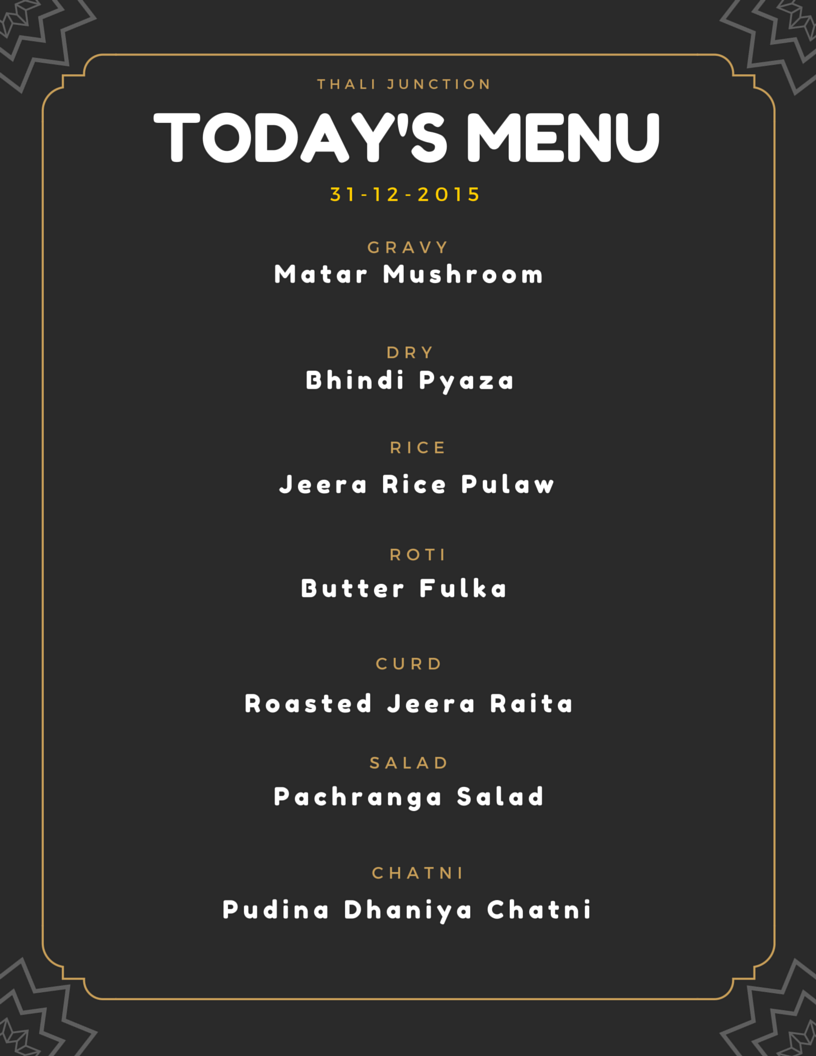 THALI JUNCTION
TODAY'S MENU
31-12-2015
GRAVY
Matar Mushroom
DRY
Bhindi Pyaza
RICE
Jeera Rice Pulaw
ROTI
Butter Fulka
CURD
Roasted Jeera Raita
SALAD
Pachranga Salad
CHATNI
Pudina Dhaniya Chatni